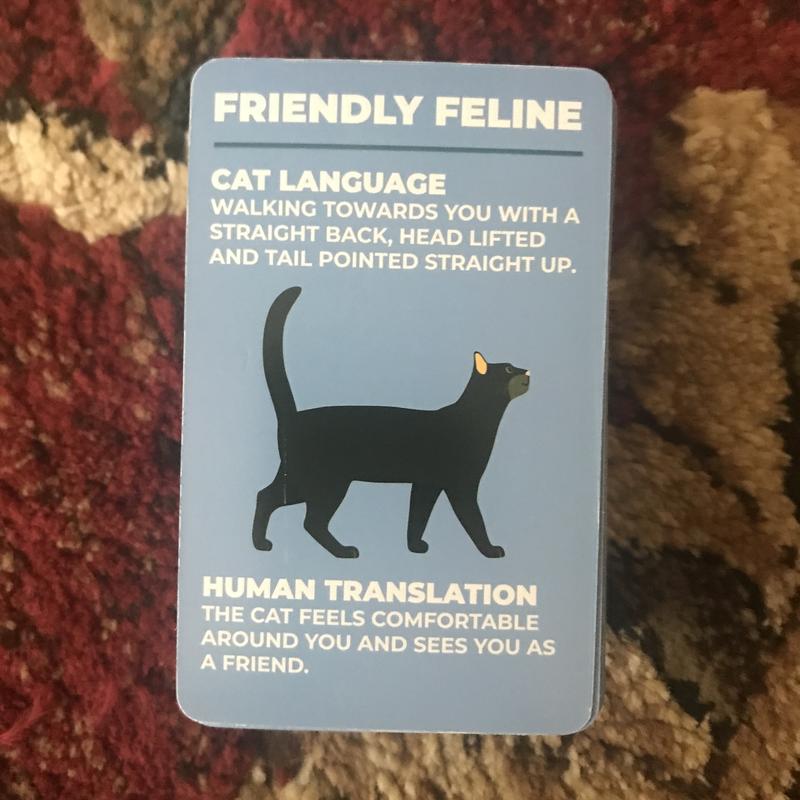 FRIENDLY FELINE
CAT LANGUAGE
WALKING TOWARDS YOU WITH A
STRAIGHT BACK, HEAD LIFTED
AND TAIL POINTED STRAIGHT UP.
HUMAN TRANSLATION
THE CAT FEELS COMFORTABLE
AROUND YOU AND SEES YOU AS
A FRIEND.